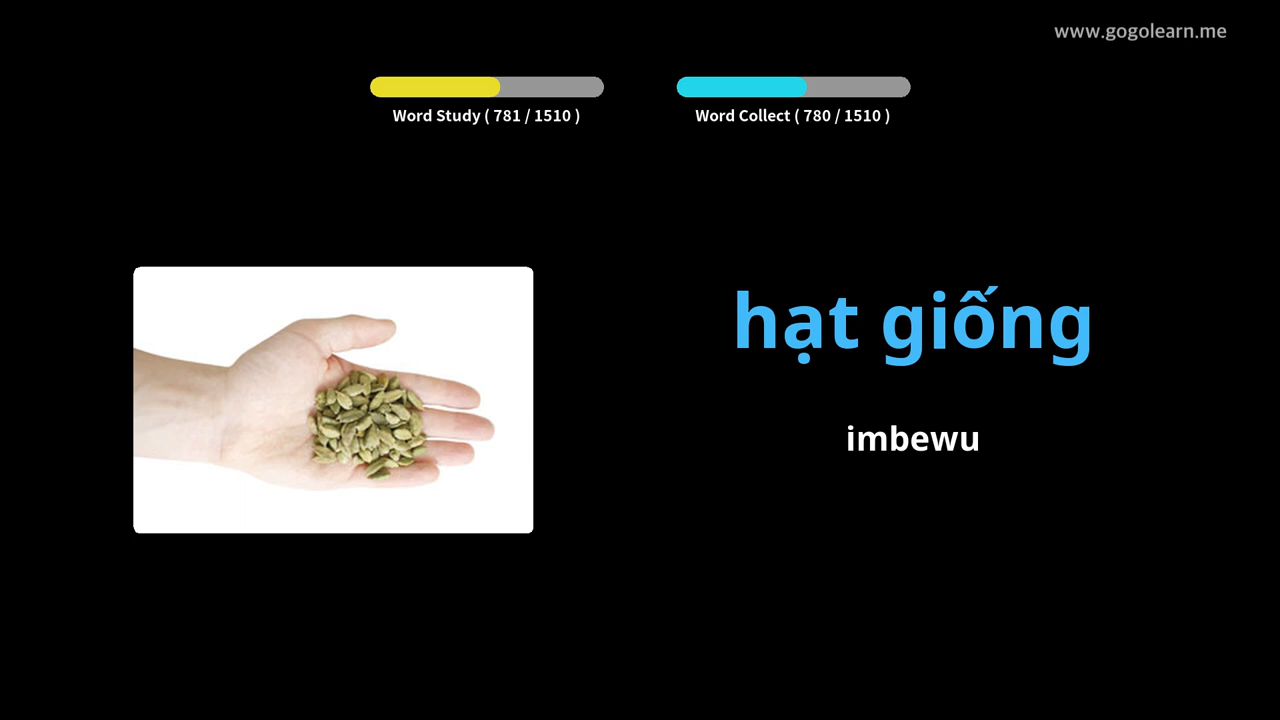 www.gogolearn.me
Word Study ( 781 / 1510 )
Word Collect ( 780 / 1510 )
hạt giống
imbewu